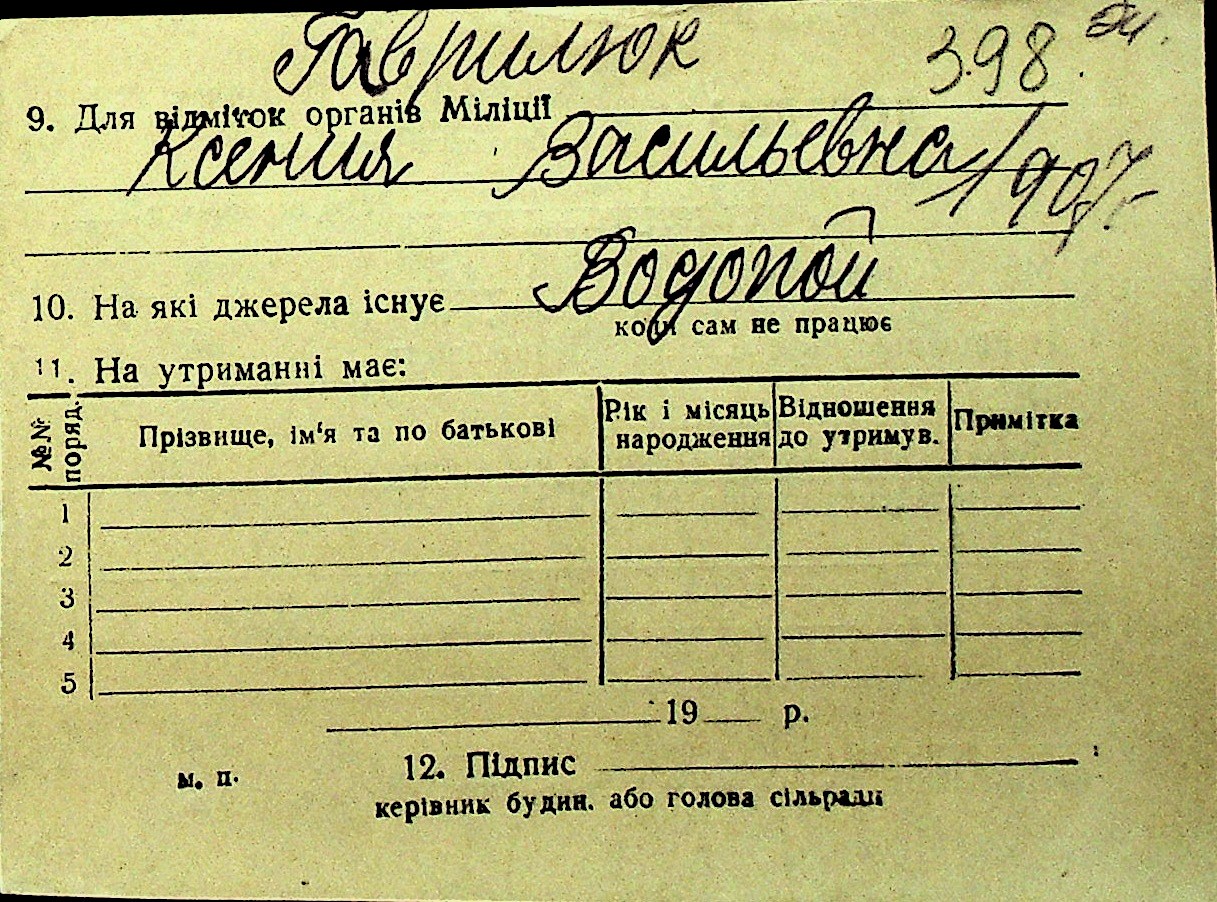 Гаврилюк 398.
9. Для відміток органів Міліції
Ксения Васильевна 1907г
Водопой
10. На які джерела існує
коли сам не працює
11. На утриманні має:
№№ поряд. Прізвище, ім'я та по батькові Рік і місяць народження Відношення до утримув. Примітка
1
2
3
4
5
19 р.
м. п. 12. Підпис
керівник будин. або голова сільради